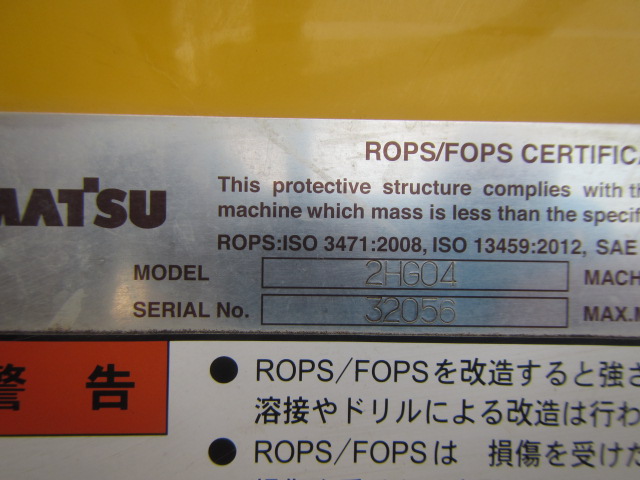 ROPS/FOPS CERTIFICA
MATSU
This protective structure complies with th
machine which mass is less than the specifi
ROPS:ISO 3471:2008, ISO 13459:2012, SAE
MODEL 2HG04 MACH
SERIAL No. 32056 MAX.M
警告
● ROPS/FOPSを改造すると強さ
溶接やドリルによる改造は行わ
● ROPS/FOPSは 損傷を受けた